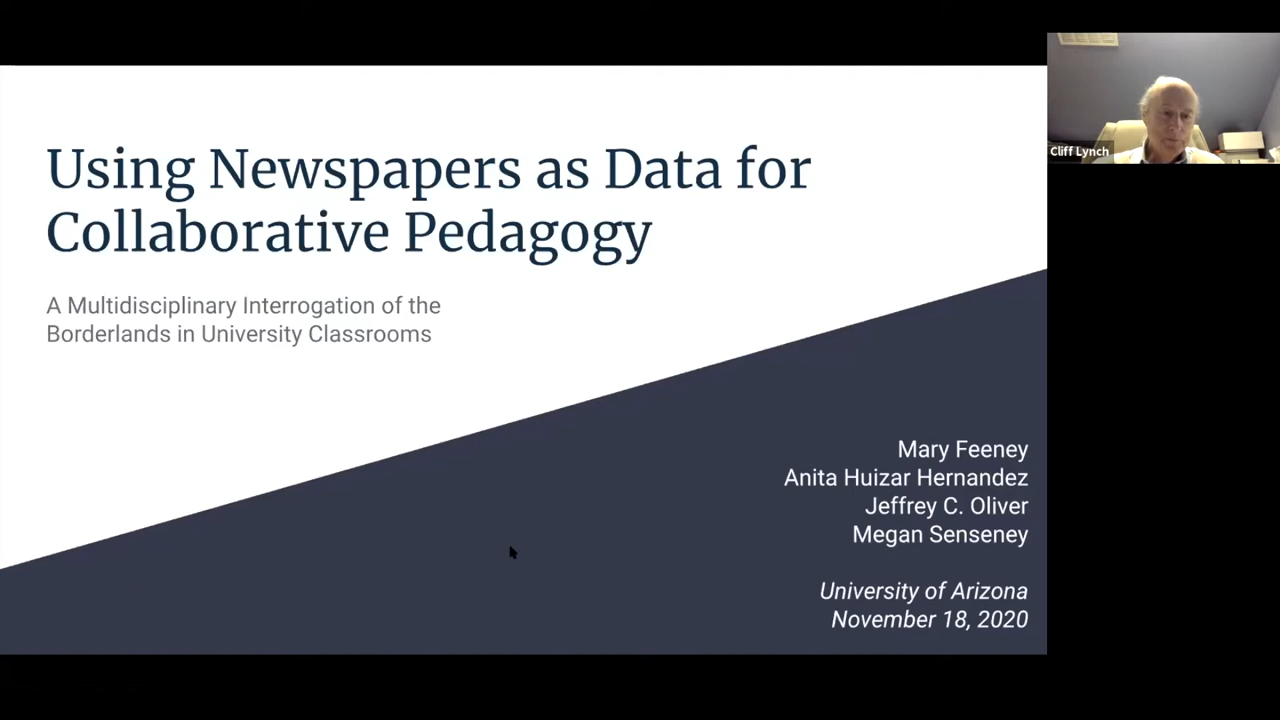 Using Newspapers as Data for
Collaborative Pedagogy
A Multidisciplinary Interrogation of the
Borderlands in University Classrooms
Mary Feeney
Anita Huizar Hernandez
Jeffrey C. Oliver
Megan Senseney
University of Arizona
November 18, 2020
Cliff Lynch